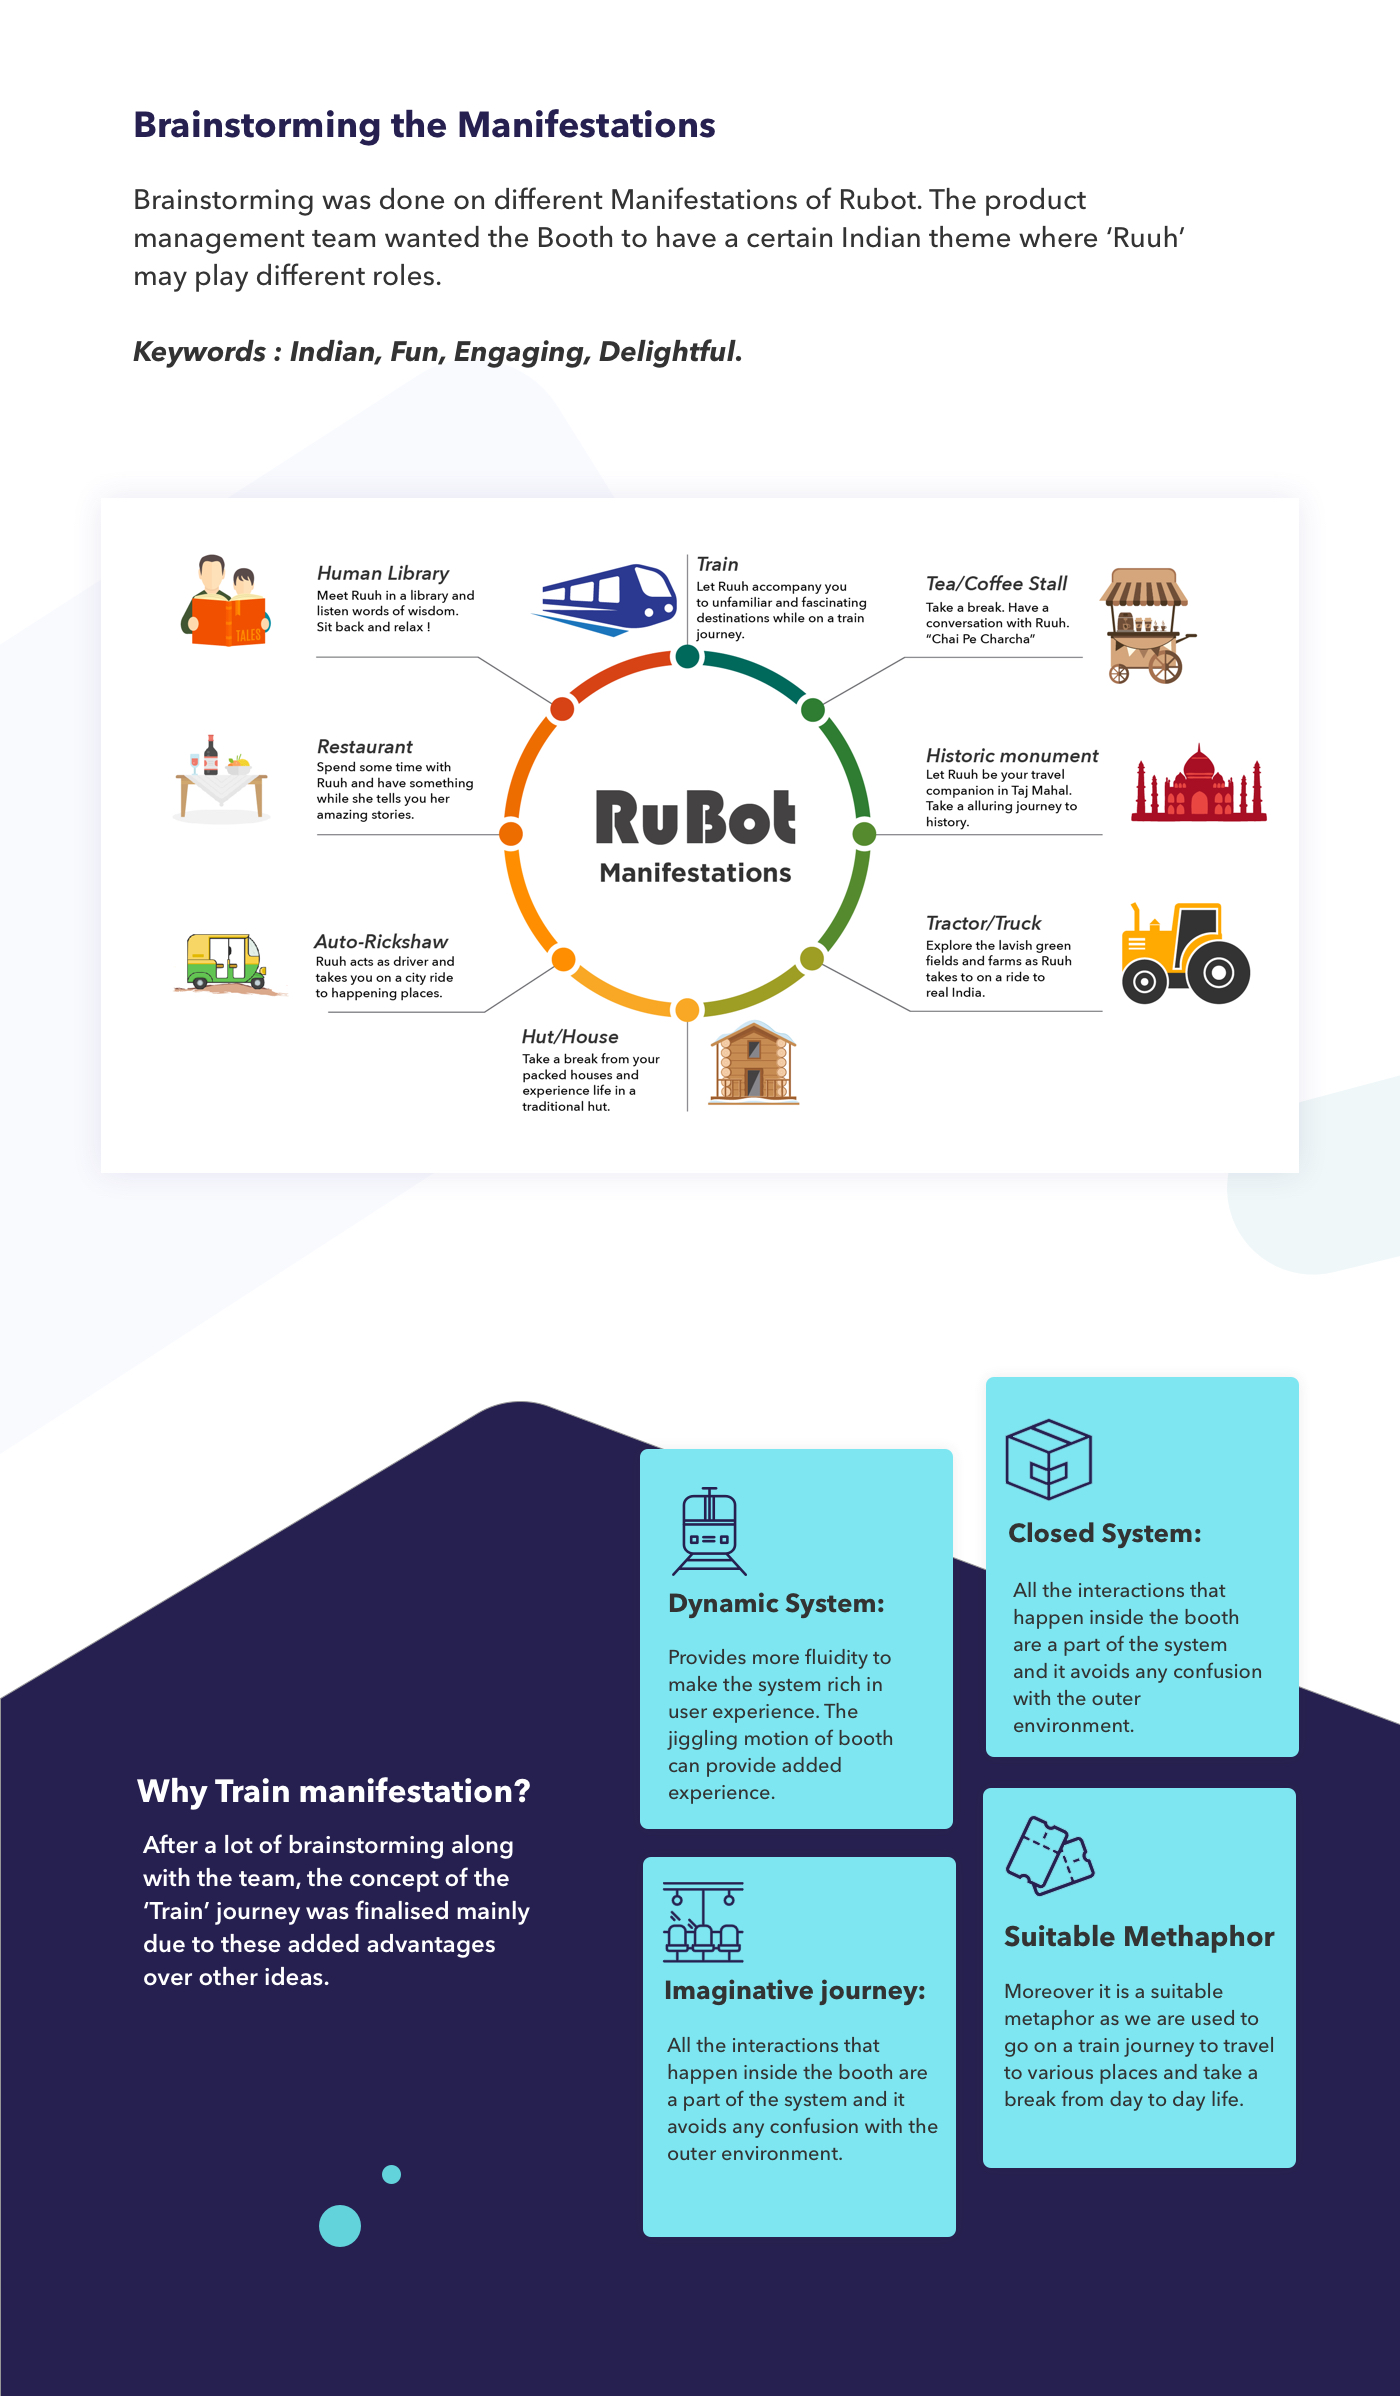 Brainstorming the Manifestations
Brainstorming was done on different Manifestations of Rubot. The product
management team wanted the Booth to have a certain Indian theme where ‘Ruuh’
may play different roles.
Keywords : Indian, Fun, Engaging, Delightful.
Human Library
Meet Ruuh in a library and
listen words of wisdom.
Sit back and relax !
TALES
Train
Let Ruuh accompany you
to unfamiliar and fascinating
destinations while on a train
journey.
Tea/Coffee Stall
Take a break. Have a
conversation with Ruuh.
“Chai Pe Charcha”
Restaurant
Spend some time with
Ruuh and have something
while she tells you her
amazing stories.
RuBot
Manifestations
Historic monument
Let Ruuh be your travel
companion in Taj Mahal.
Take a alluring journey to
history.
Auto-Rickshaw
Ruuh acts as driver and
takes you on a city ride
to happening places.
Tractor/Truck
Explore the lavish green
fields and farms as Ruuh
takes to on a ride to
real India.
Hut/House
Take a break from your
packed houses and
experience life in a
traditional hut.
Why Train manifestation?
After a lot of brainstorming along
with the team, the concept of the
‘Train’ journey was finalised mainly
due to these added advantages
over other ideas.
Dynamic System:
Provides more fluidity to
make the system rich in
user experience. The
jiggling motion of booth
can provide added
experience.
Closed System:
All the interactions that
happen inside the booth
are a part of the system
and it avoids any confusion
with the outer
environment.
Imaginative journey:
All the interactions that
happen inside the booth are
a part of the system and it
avoids any confusion with the
outer environment.
Suitable Methaphor
Moreover it is a suitable
metaphor as we are used to
go on a train journey to travel
to various places and take a
break from day to day life.